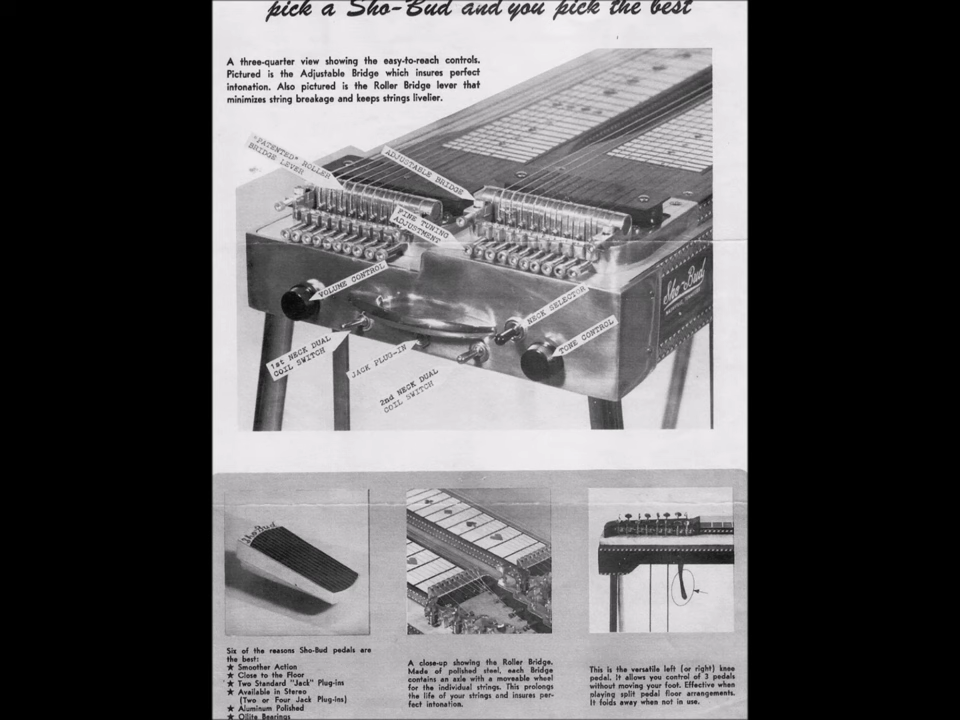 pick a Sho-Bud and you pick the best
A three-quarter view showing the easy-to-reach controls.
Pictured is the Adjustable Bridge which insures perfect
intonation. Also pictured is the Roller Bridge lever that
minimizes string breakage and keeps strings livelier.
"PATENTED" ROLLER
BRIDGE LEVER
ADJUSTABLE BRIDGE
FINE TUNING
ADJUSTMENT
VOLUME CONTROL
NECK SELECTOR
TONE CONTROL
1st NECK DUAL
COIL SWITCH
JACK PLUG-IN
2nd NECK DUAL
COIL SWITCH
Sho-Bud
Sho-Bud
Six of the reasons Sho-Bud pedals are
the best:
★ Smoother Action
★ Close to the Floor
★ Two Standard "Jack" Plug-ins
★ Available in Stereo
(Two or Four Jack Plug-ins)
★ Aluminum Polished
★ Oilite Bearings
A close-up showing the Roller Bridge.
Made of polished steel, each Bridge
contains an axle with a moveable wheel
for the individual strings. This prolongs
the life of your strings and insures per-
fect intonation.
This is the versatile left (or right) knee
pedal. It allows you control of 3 pedals
without moving your foot. Effective when
playing split pedal floor arrangements.
It folds away when not in use.